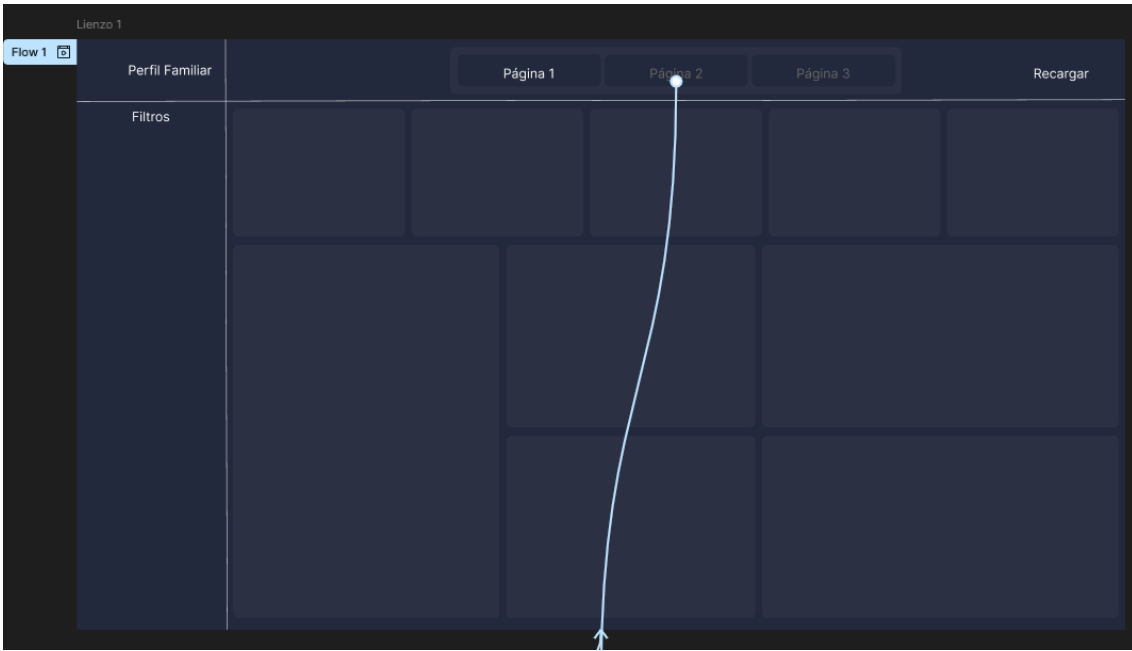 Lienzo 1
Flow 1
Perfil Familiar
Página 1
Página 2
Página 3
Recargar
Filtros